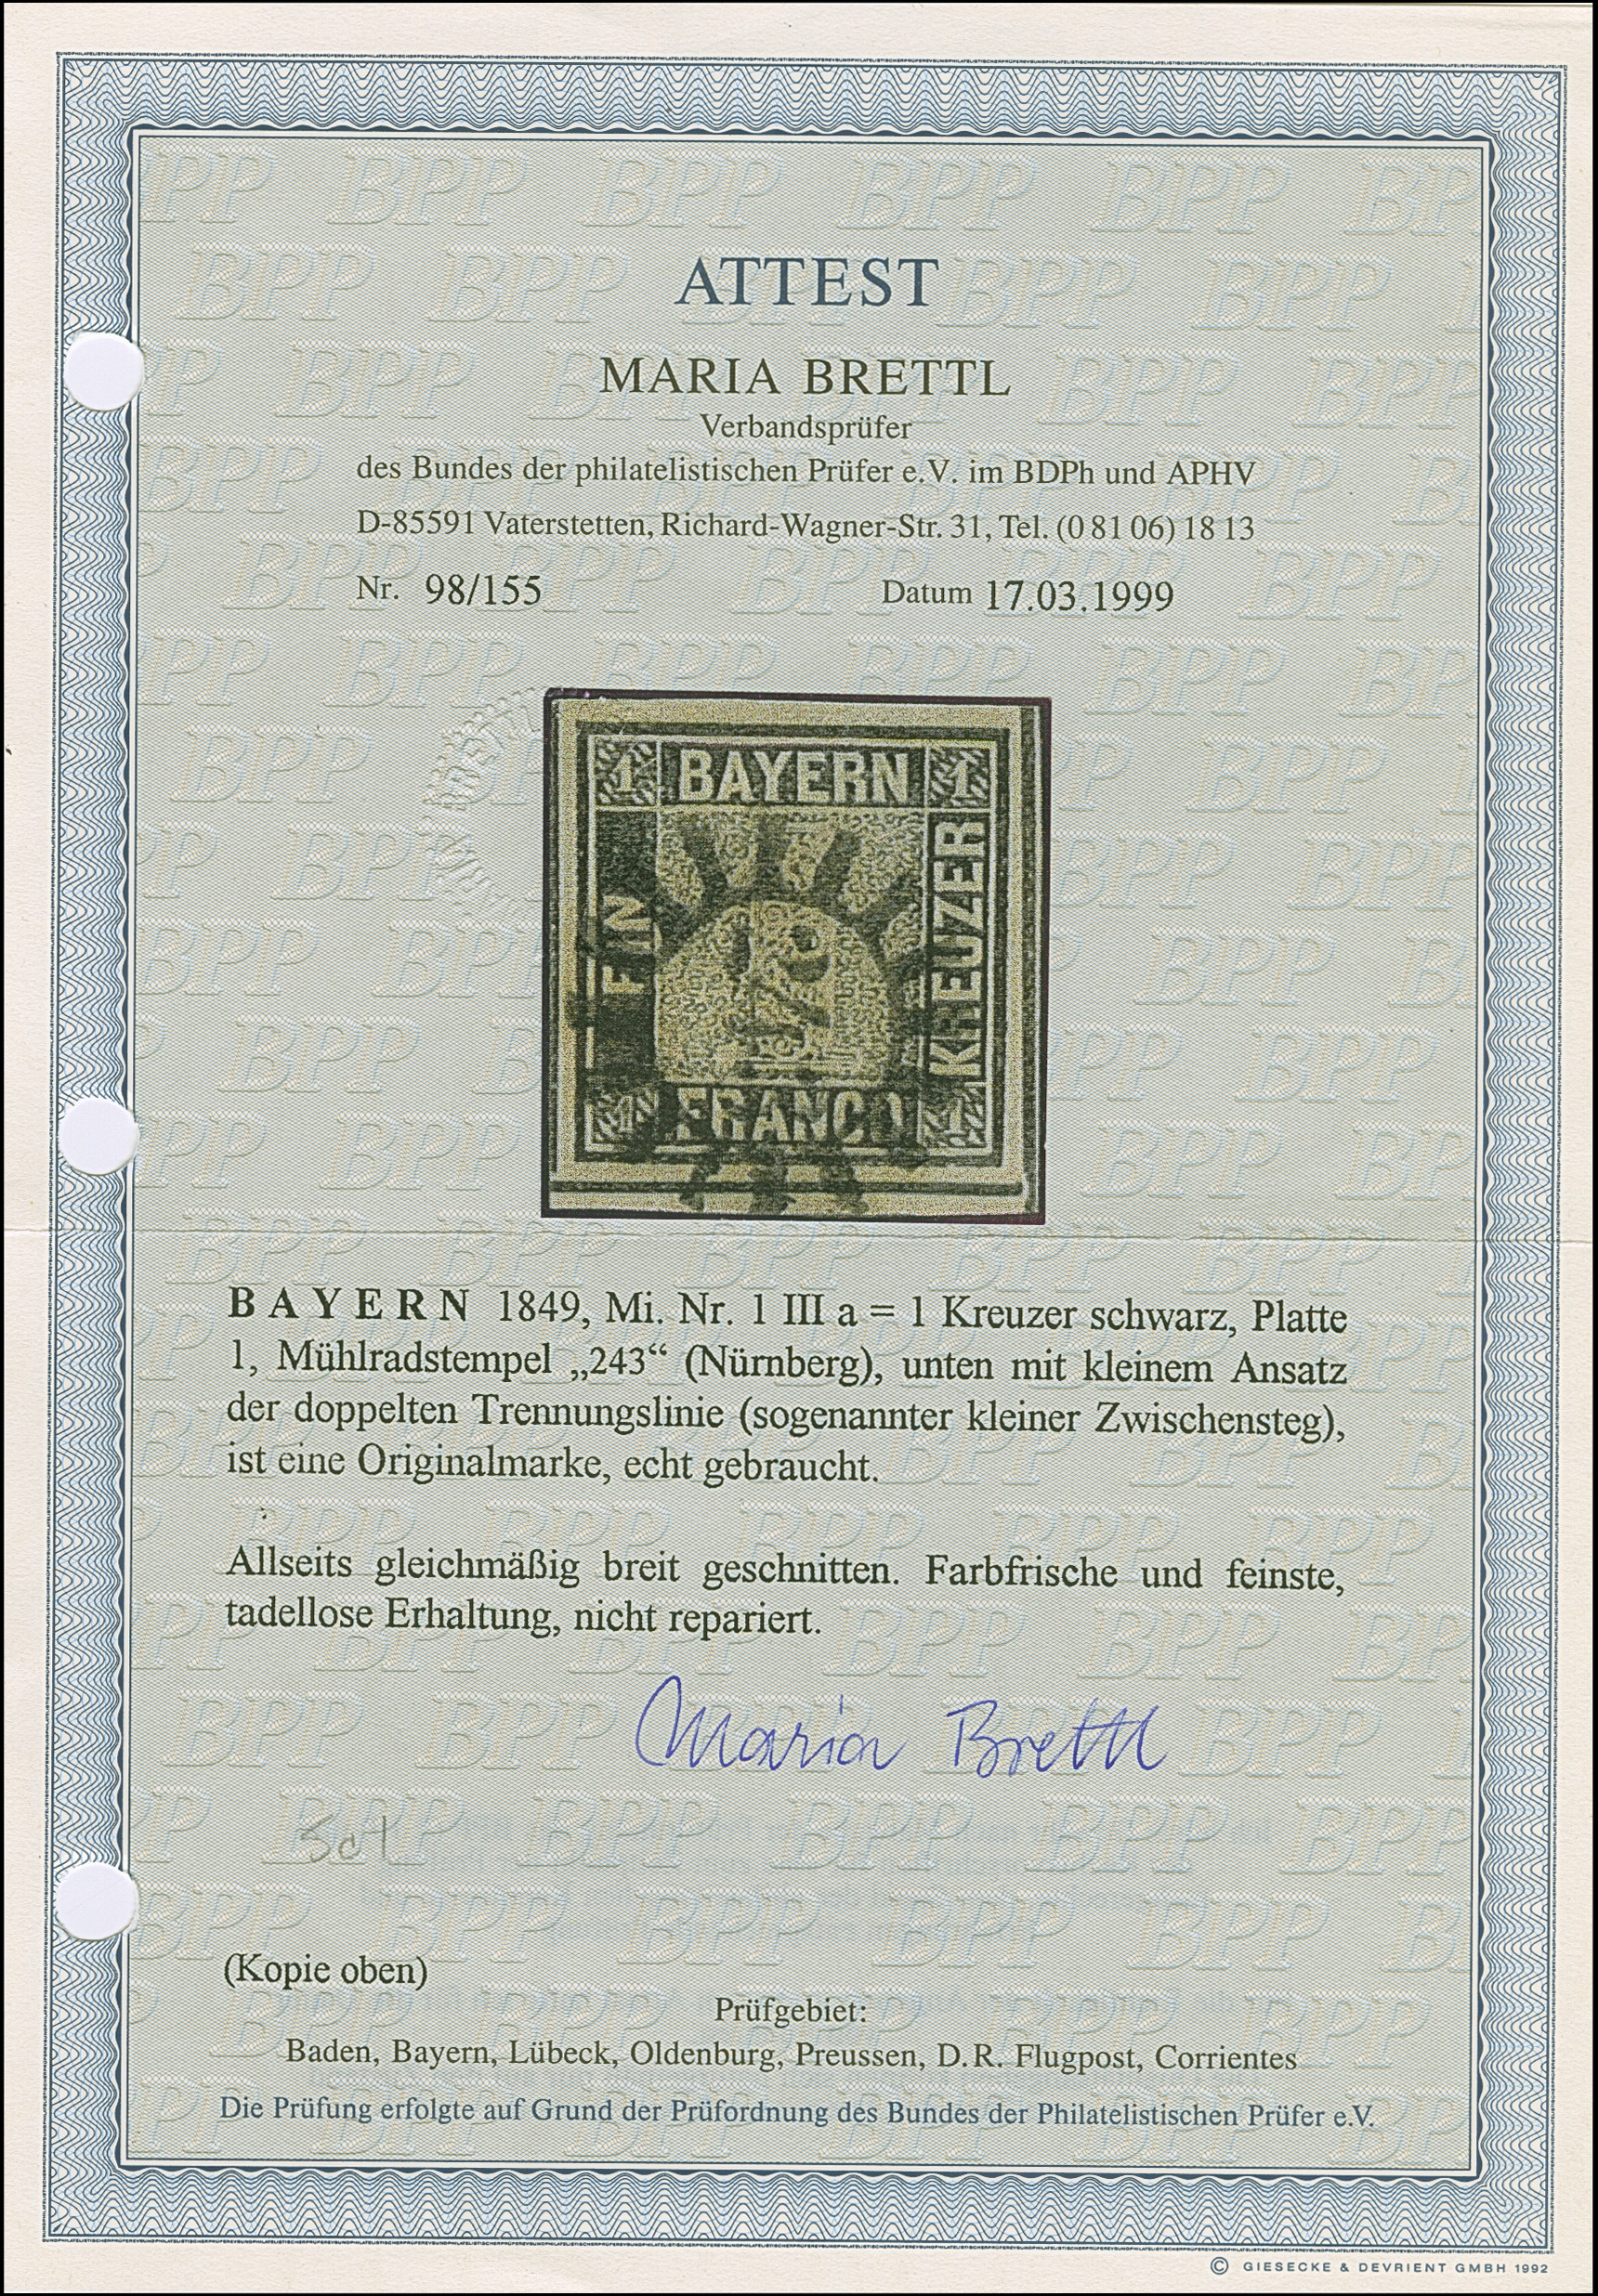 ATTEST
MARIA BRETTL
Verbandsprüfer
des Bundes der philatelistischen Prüfer e.V. im BDPh und APHV
D-85591 Vaterstetten, Richard-Wagner-Str. 31, Tel. (0 81 06) 18 13
Nr. 98/155 Datum 17.03.1999
1 BAYERN 1
KREUZER
FRANCO 1
BAYERN 1849, Mi. Nr. 1 III a = 1 Kreuzer schwarz, Platte
1, Mühlradstempel „243“ (Nürnberg), unten mit kleinem Ansatz
der doppelten Trennungslinie (sogenannter kleiner Zwischensteg),
ist eine Originalmarke, echt gebraucht.
Allseits gleichmäßig breit geschnitten. Farbfrische und feinste,
tadellose Erhaltung, nicht repariert.
Maria Brettl
(Kopie oben)
Prüfgebiet:
Baden, Bayern, Lübeck, Oldenburg, Preussen, D.R. Flugpost, Corrientes
Die Prüfung erfolgte auf Grund der Prüfordnung des Bundes der Philatelistischen Prüfer e.V.
© GIESECKE & DEVRIENT GMBH 1992